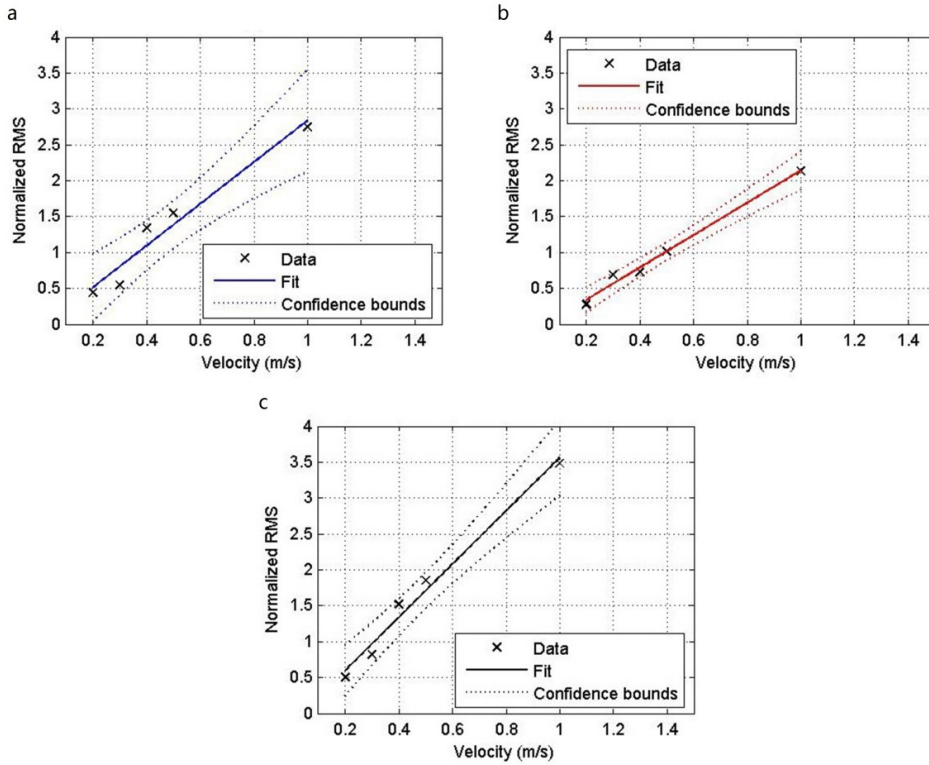 a
4
3.5
3
2.5
2
1.5
1
0.5
0
Normalized RMS
Data
Fit
Confidence bounds
0.2 0.4 0.6 0.8 1 1.2 1.4
Velocity (m/s)
b
4
3.5
3
2.5
2
1.5
1
0.5
0
Normalized RMS
Data
Fit
Confidence bounds
0.2 0.4 0.6 0.8 1 1.2 1.4
Velocity (m/s)
c
4
3.5
3
2.5
2
1.5
1
0.5
0
Normalized RMS
Data
Fit
Confidence bounds
0.2 0.4 0.6 0.8 1 1.2 1.4
Velocity (m/s)